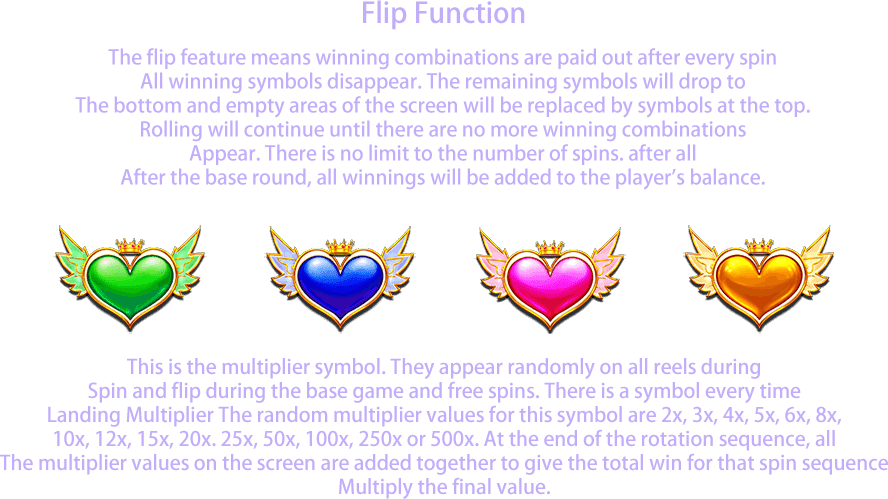 Flip Function
The flip feature means winning combinations are paid out after every spin
All winning symbols disappear. The remaining symbols will drop to
The bottom and empty areas of the screen will be replaced by symbols at the top.
Rolling will continue until there are no more winning combinations
Appear. There is no limit to the number of spins. after all
After the base round, all winnings will be added to the player’s balance.
This is the multiplier symbol. They appear randomly on all reels during
Spin and flip during the base game and free spins. There is a symbol every time
Landing Multiplier The random multiplier values for this symbol are 2x, 3x, 4x, 5x, 6x, 8x,
10x, 12x, 15x, 20x. 25x, 50x, 100x, 250x or 500x. At the end of the rotation sequence, all
The multiplier values on the screen are added together to give the total win for that spin sequence
Multiply the final value.